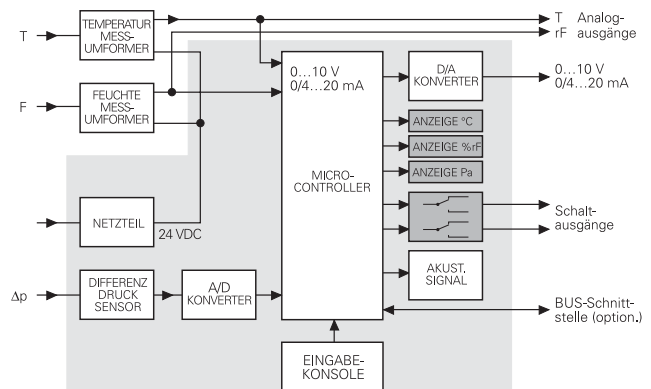 T
TEMPERATUR
MESS-
UMFORMER
T Analog-
rF ausgänge
F
FEUCHTE
MESS-
UMFORMER
0...10 V
0/4...20 mA
D/A
KONVERTER
0...10 V
0/4...20 mA
ANZEIGE °C
ANZEIGE %rF
ANZEIGE Pa
MICRO-
CONTROLLER
NETZTEIL
24 VDC
Schalt-
ausgänge
Δp
DIFFERENZ
DRUCK
SENSOR
A/D
KONVERTER
AKUST.
SIGNAL
BUS-Schnitt-
stelle (option.)
EINGABE-
KONSOLE